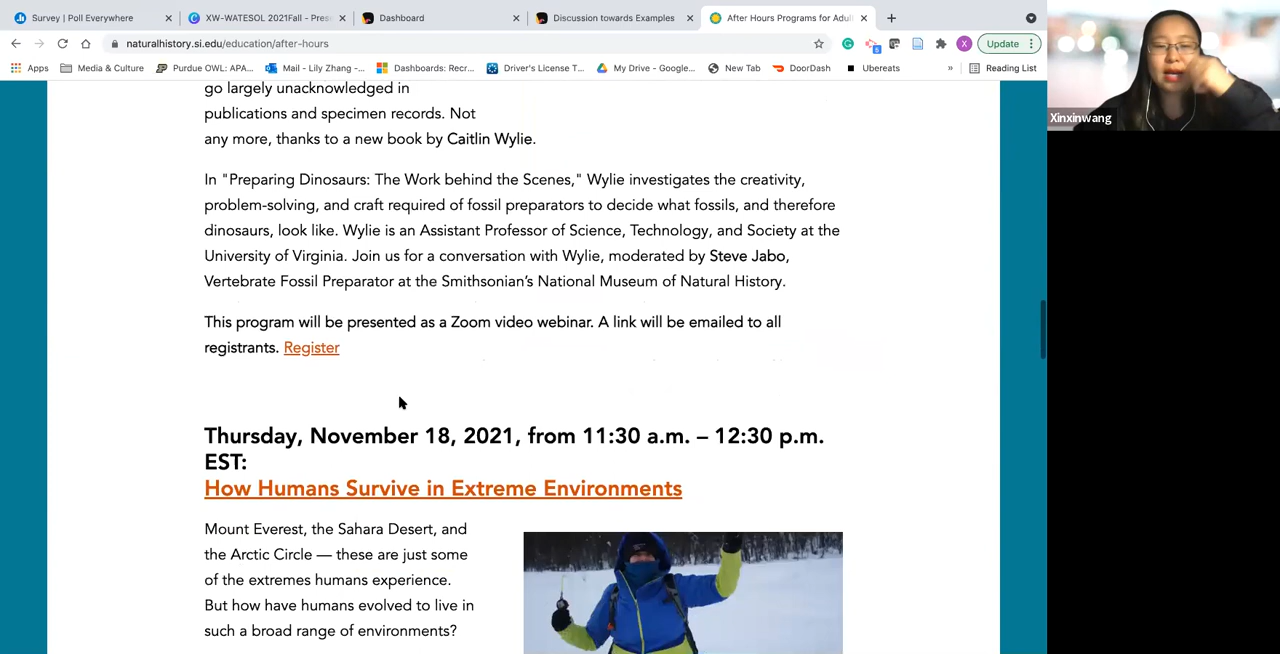 Survey | Poll Everywhere
XW-WATESOL 2021Fall - Pres
Dashboard
Discussion towards Examples
After Hours Programs for Adul
naturalhistory.si.edu/education/after-hours
X
Update
Apps
Media & Culture
Purdue OWL: APA...
Mail - Lily Zhang -...
Dashboards: Recr...
Driver's License T...
My Drive - Google...
New Tab
DoorDash
Ubereats
»
Reading List
go largely unacknowledged in
publications and specimen records. Not
any more, thanks to a new book by Caitlin Wylie.
In "Preparing Dinosaurs: The Work behind the Scenes," Wylie investigates the creativity,
problem-solving, and craft required of fossil preparators to decide what fossils, and therefore
dinosaurs, look like. Wylie is an Assistant Professor of Science, Technology, and Society at the
University of Virginia. Join us for a conversation with Wylie, moderated by Steve Jabo,
Vertebrate Fossil Preparator at the Smithsonian's National Museum of Natural History.
This program will be presented as a Zoom video webinar. A link will be emailed to all
registrants. Register
Thursday, November 18, 2021, from 11:30 a.m. – 12:30 p.m.
EST:
How Humans Survive in Extreme Environments
Mount Everest, the Sahara Desert, and
the Arctic Circle — these are just some
of the extremes humans experience.
But how have humans evolved to live in
such a broad range of environments?
Xinxinwang